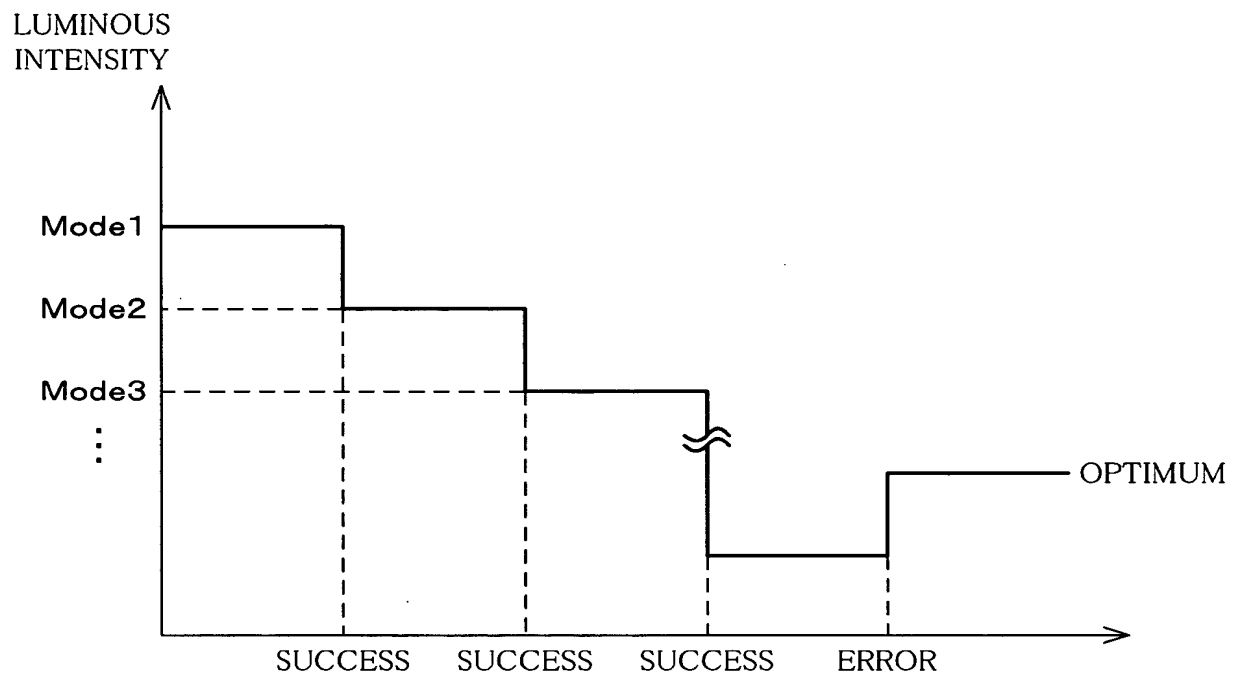 LUMINOUS
INTENSITY
Mode1
Mode2
Mode3
⋮
OPTIMUM
SUCCESS SUCCESS SUCCESS ERROR